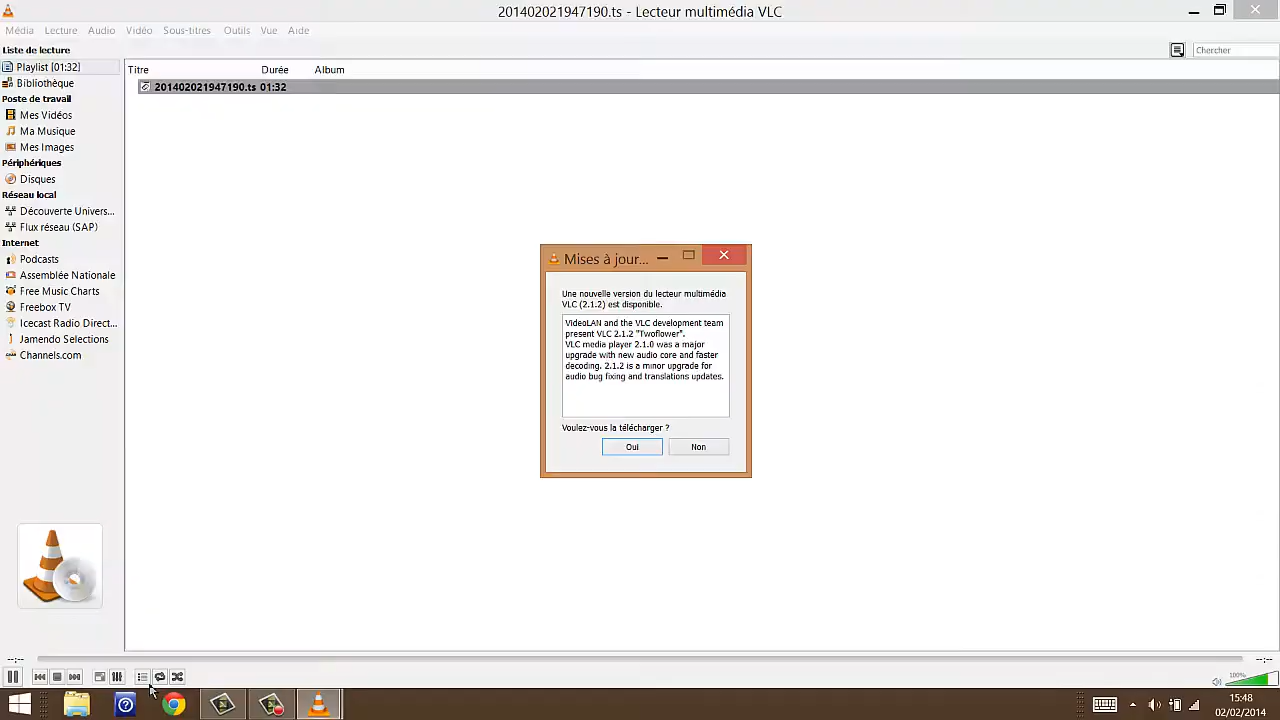 201402021947190.ts - Lecteur multimédia VLC
Média Lecture Audio Vidéo Sous-titres Outils Vue Aide
Liste de lecture
Chercher
Playlist [01:32]
Titre Durée Album
Bibliothèque
201402021947190.ts 01:32
Poste de travail
Mes Vidéos
Ma Musique
Mes Images
Périphériques
Disques
Réseau local
Découverte Univers...
Flux réseau (SAP)
Internet
Podcasts
Assemblée Nationale
Free Music Charts
Freebox TV
Icecast Radio Direct...
Jamendo Selections
Channels.com
Mises à jour...
Une nouvelle version du lecteur multimédia
VLC (2.1.2) est disponible.
VideoLAN and the VLC development team
present VLC 2.1.2 "Twoflower".
VLC media player 2.1.0 was a major
upgrade with new audio core and faster
decoding. 2.1.2 is a minor upgrade for
audio bug fixing and translations updates.
Voulez-vous la télécharger ?
Oui Non
--:-- --:--
100%
15:48
02/02/2014